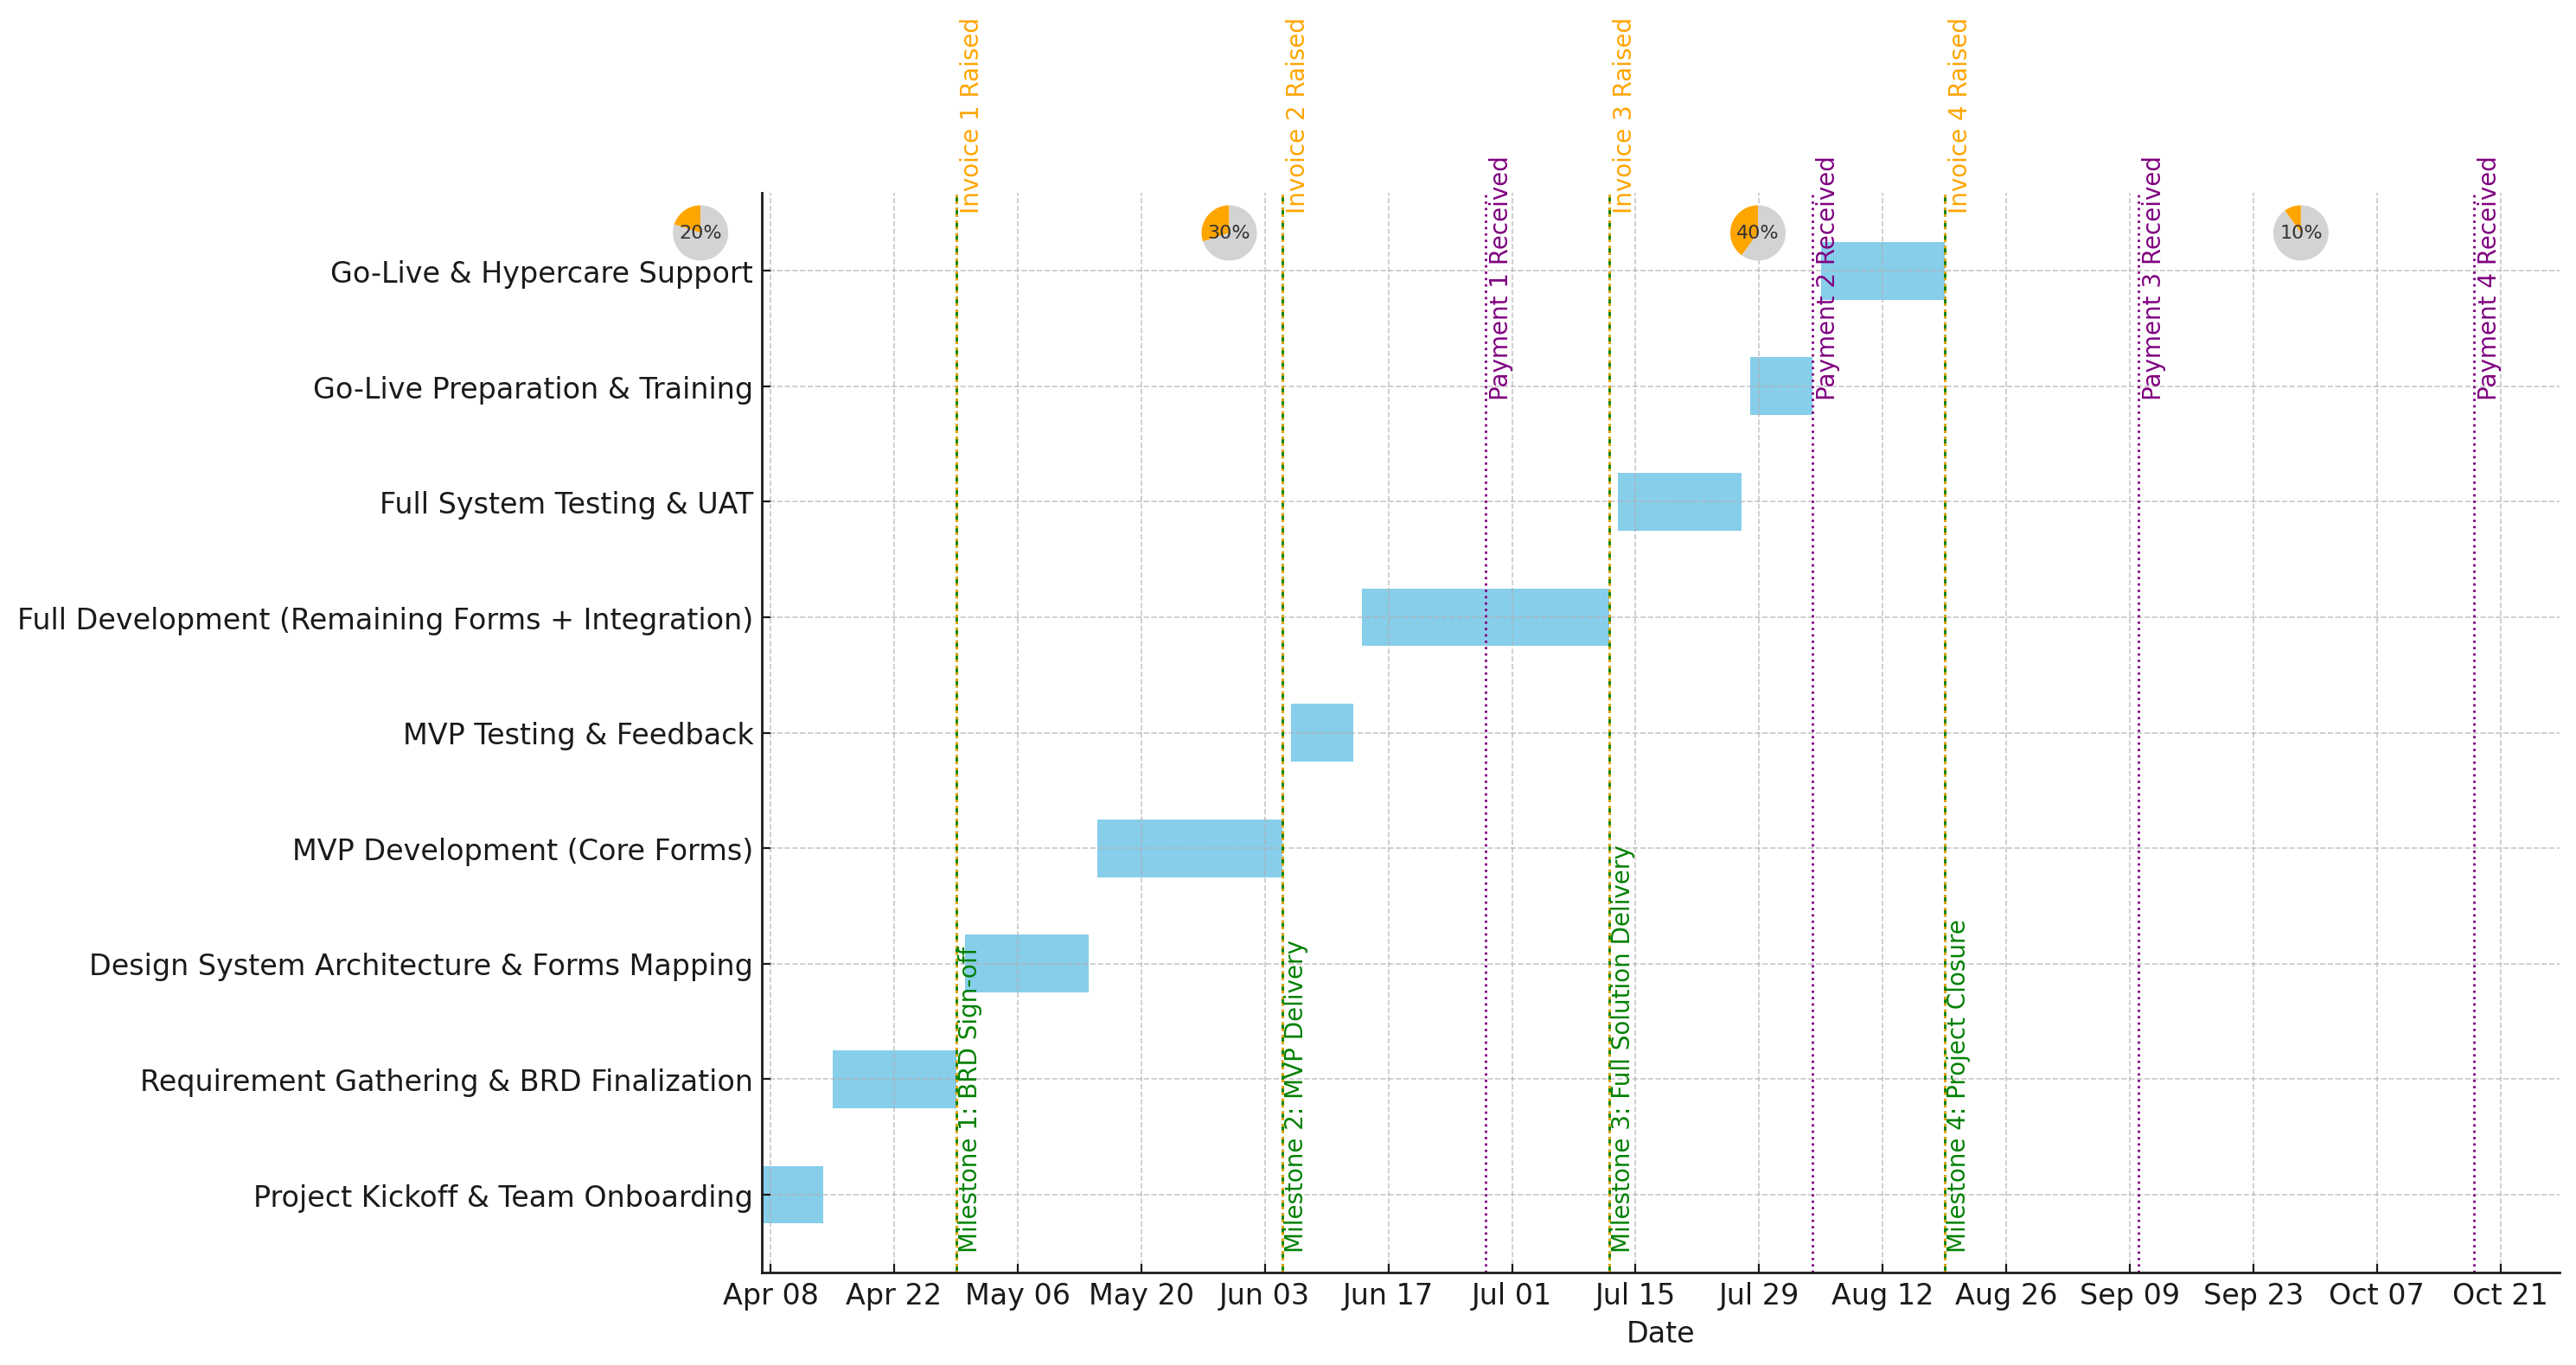 Invoice 1 Raised
Invoice 2 Raised
Invoice 3 Raised
Invoice 4 Raised
Payment 1 Received
Payment 2 Received
Payment 3 Received
Payment 4 Received
20%
30%
40%
10%
Go-Live & Hypercare Support
Go-Live Preparation & Training
Full System Testing & UAT
Full Development (Remaining Forms + Integration)
MVP Testing & Feedback
MVP Development (Core Forms)
Design System Architecture & Forms Mapping
Requirement Gathering & BRD Finalization
Project Kickoff & Team Onboarding
Milestone 1: BRD Sign-off
Milestone 2: MVP Delivery
Milestone 3: Full Solution Delivery
Milestone 4: Project Closure
Apr 08 Apr 22 May 06 May 20 Jun 03 Jun 17 Jul 01 Jul 15 Jul 29 Aug 12 Aug 26 Sep 09 Sep 23 Oct 07 Oct 21
Date